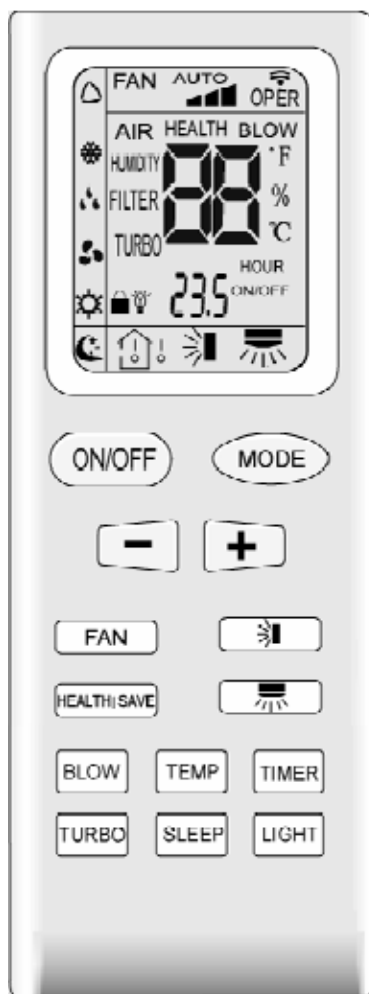 FAN AUTO OPER
AIR HEALTH BLOW
HUMIDITY 88 °F
FILTER %
TURBO °C
HOUR
23.5 ON/OFF
ON/OFF MODE
- +
FAN
HEALTH|SAVE
BLOW TEMP TIMER
TURBO SLEEP LIGHT